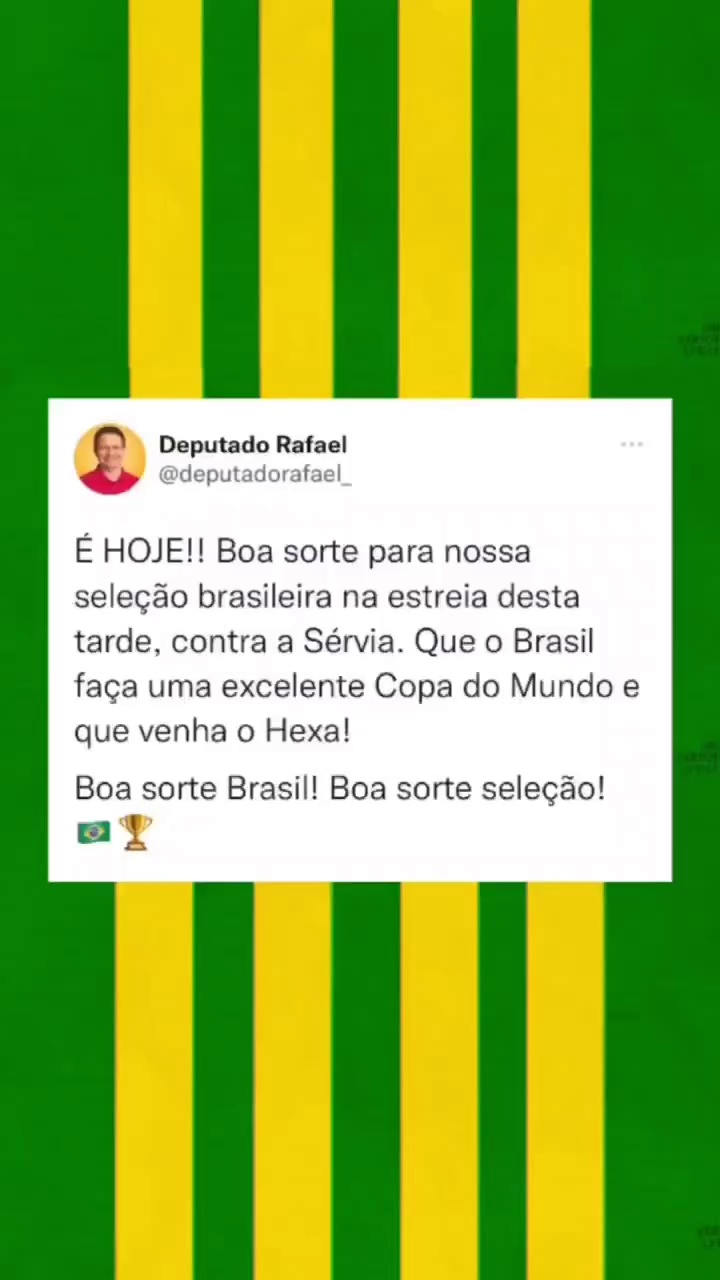 Deputado Rafael
@deputadorafael_
É HOJE!! Boa sorte para nossa
seleção brasileira na estreia desta
tarde, contra a Sérvia. Que o Brasil
faça uma excelente Copa do Mundo e
que venha o Hexa!
Boa sorte Brasil! Boa sorte seleção!
🇧🇷🏆